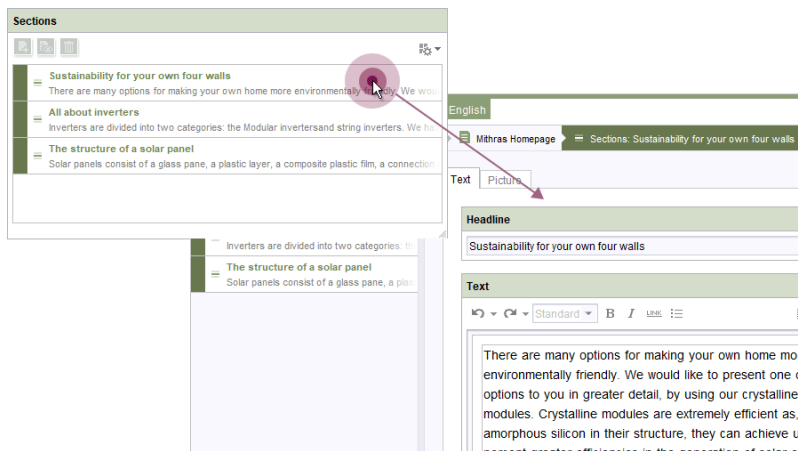 Sections
Sustainability for your own four walls
There are many options for making your own home more environmentally friendly. We wou
All about inverters
Inverters are divided into two categories: the Modular invertersand string inverters. We ha
The structure of a solar panel
Solar panels consist of a glass pane, a plastic layer, a composite plastic film, a connection
Inverters are divided into two categories: th
The structure of a solar panel
Solar panels consist of a glass pane, a plas
English
Mithras Homepage
Sections: Sustainability for your own four walls
Text
Picture
Headline
Sustainability for your own four walls
Text
Standard
B
I
LINK
There are many options for making your own home mo
environmentally friendly. We would like to present one o
options to you in greater detail, by using our crystalline
modules. Crystalline modules are extremely efficient as,
amorphous silicon in their structure, they can achieve u